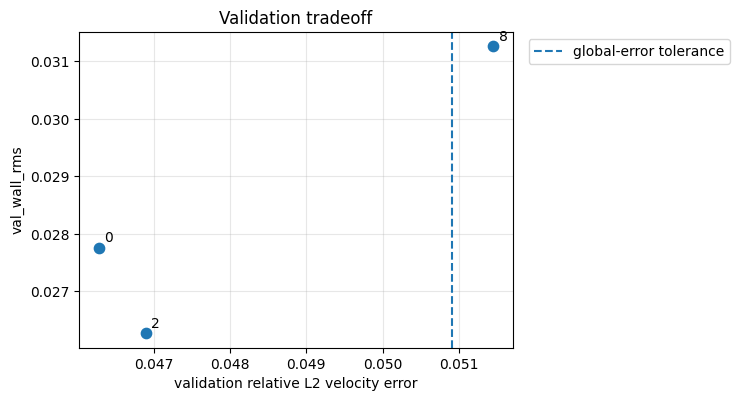 Validation tradeoff
8
global-error tolerance
0.031
0.030
0.029
val_wall_rms
0.028
0
0.027
2
0.047 0.048 0.049 0.050 0.051
validation relative L2 velocity error